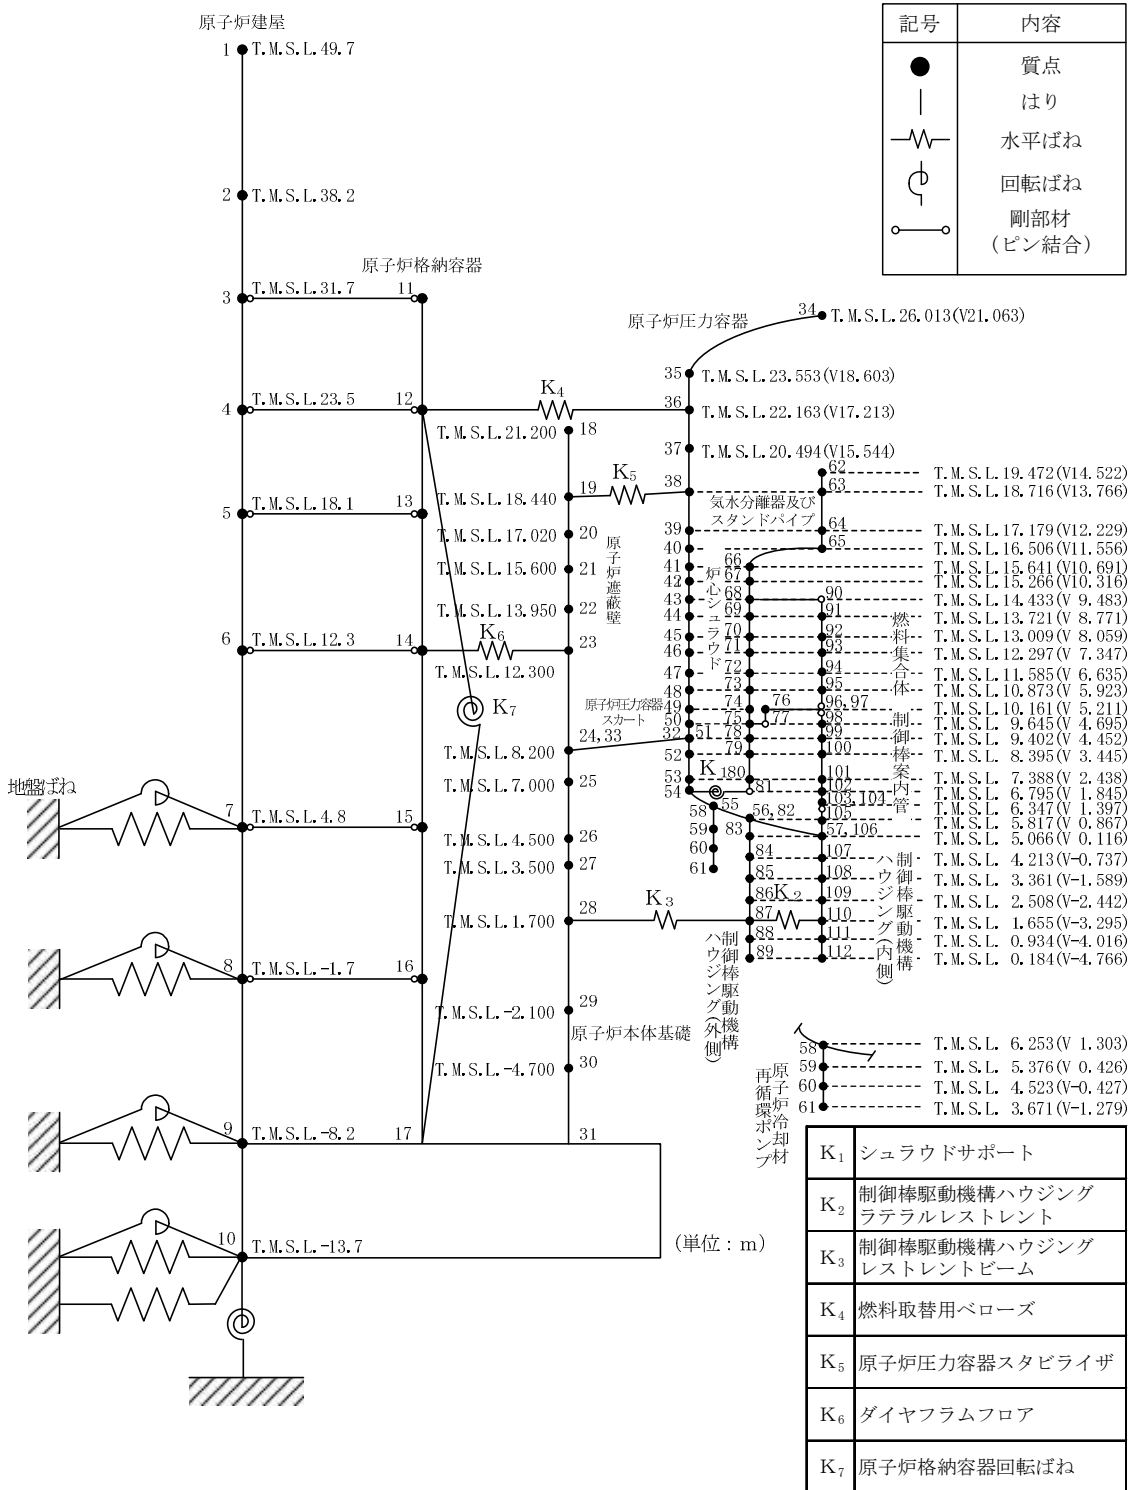 原子炉建屋
1 T.M.S.L.49.7
2 T.M.S.L.38.2
3 T.M.S.L.31.7
4 T.M.S.L.23.5
5 T.M.S.L.18.1
6 T.M.S.L.12.3
地盤ばね
7 T.M.S.L.4.8
8 T.M.S.L.-1.7
9 T.M.S.L.-8.2
10 T.M.S.L.-13.7
原子炉格納容器
11
12
13
14
15
16
17
K₄
K₅
K₆
K₇
K₃
K₂
K₁
T.M.S.L.21.200 18
T.M.S.L.18.440 19
T.M.S.L.17.020 20
T.M.S.L.15.600 21
T.M.S.L.13.950 22
23
T.M.S.L.12.300
24,33
T.M.S.L.8.200
T.M.S.L.7.000 25
T.M.S.L.4.500 26
T.M.S.L.3.500 27
T.M.S.L.1.700 28
T.M.S.L.-2.100 29
T.M.S.L.-4.700 30
31
原子炉遮蔽壁
原子炉本体基礎
原子炉圧力容器
スカート
原子炉圧力容器
34 T.M.S.L.26.013(V21.063)
35 T.M.S.L.23.553(V18.603)
36 T.M.S.L.22.163(V17.213)
37 T.M.S.L.20.494(V15.544)
38
39
40
41
42
43
44
45
46
47
48
49
50
32 51
52
53
54
55
56,82
57,106
58
59
60
61
気水分離器及び
スタンドパイプ
62
63
64
65
炉心シュラウド
66
67
68
69
70
71
72
73
74
75
76
77
78
79
80
81
83
84
85
86
87
88
89
燃料集合体
90
91
92
93
94
95
96,97
制御棒案内管
98
99
100
101
102
103,104
105
107
108
109
110
111
112
制御棒駆動機構
ハウジング(内側)
制御棒駆動機構
ハウジング(外側)
T.M.S.L.19.472(V14.522)
T.M.S.L.18.716(V13.766)
T.M.S.L.17.179(V12.229)
T.M.S.L.16.506(V11.556)
T.M.S.L.15.641(V10.691)
T.M.S.L.15.266(V10.316)
T.M.S.L.14.433(V 9.483)
T.M.S.L.13.721(V 8.771)
T.M.S.L.13.009(V 8.059)
T.M.S.L.12.297(V 7.347)
T.M.S.L.11.585(V 6.635)
T.M.S.L.10.873(V 5.923)
T.M.S.L.10.161(V 5.211)
T.M.S.L. 9.645(V 4.695)
T.M.S.L. 9.402(V 4.452)
T.M.S.L. 8.395(V 3.445)
T.M.S.L. 7.388(V 2.438)
T.M.S.L. 6.795(V 1.845)
T.M.S.L. 6.347(V 1.397)
T.M.S.L. 5.817(V 0.867)
T.M.S.L. 5.066(V 0.116)
T.M.S.L. 4.213(V-0.737)
T.M.S.L. 3.361(V-1.589)
T.M.S.L. 2.508(V-2.442)
T.M.S.L. 1.655(V-3.295)
T.M.S.L. 0.934(V-4.016)
T.M.S.L. 0.184(V-4.766)
原子炉冷却材
再循環ポンプ
58 T.M.S.L. 6.253(V 1.303)
59 T.M.S.L. 5.376(V 0.426)
60 T.M.S.L. 4.523(V-0.427)
61 T.M.S.L. 3.671(V-1.279)
(単位：m)
記号 内容
質点
はり
水平ばね
回転ばね
剛部材
(ピン結合)
K₁ シュラウドサポート
K₂ 制御棒駆動機構ハウジング
ラテラルレストレント
K₃ 制御棒駆動機構ハウジング
レストレントビーム
K₄ 燃料取替用ベローズ
K₅ 原子炉圧力容器スタビライザ
K₆ ダイヤフラムフロア
K₇ 原子炉格納容器回転ばね